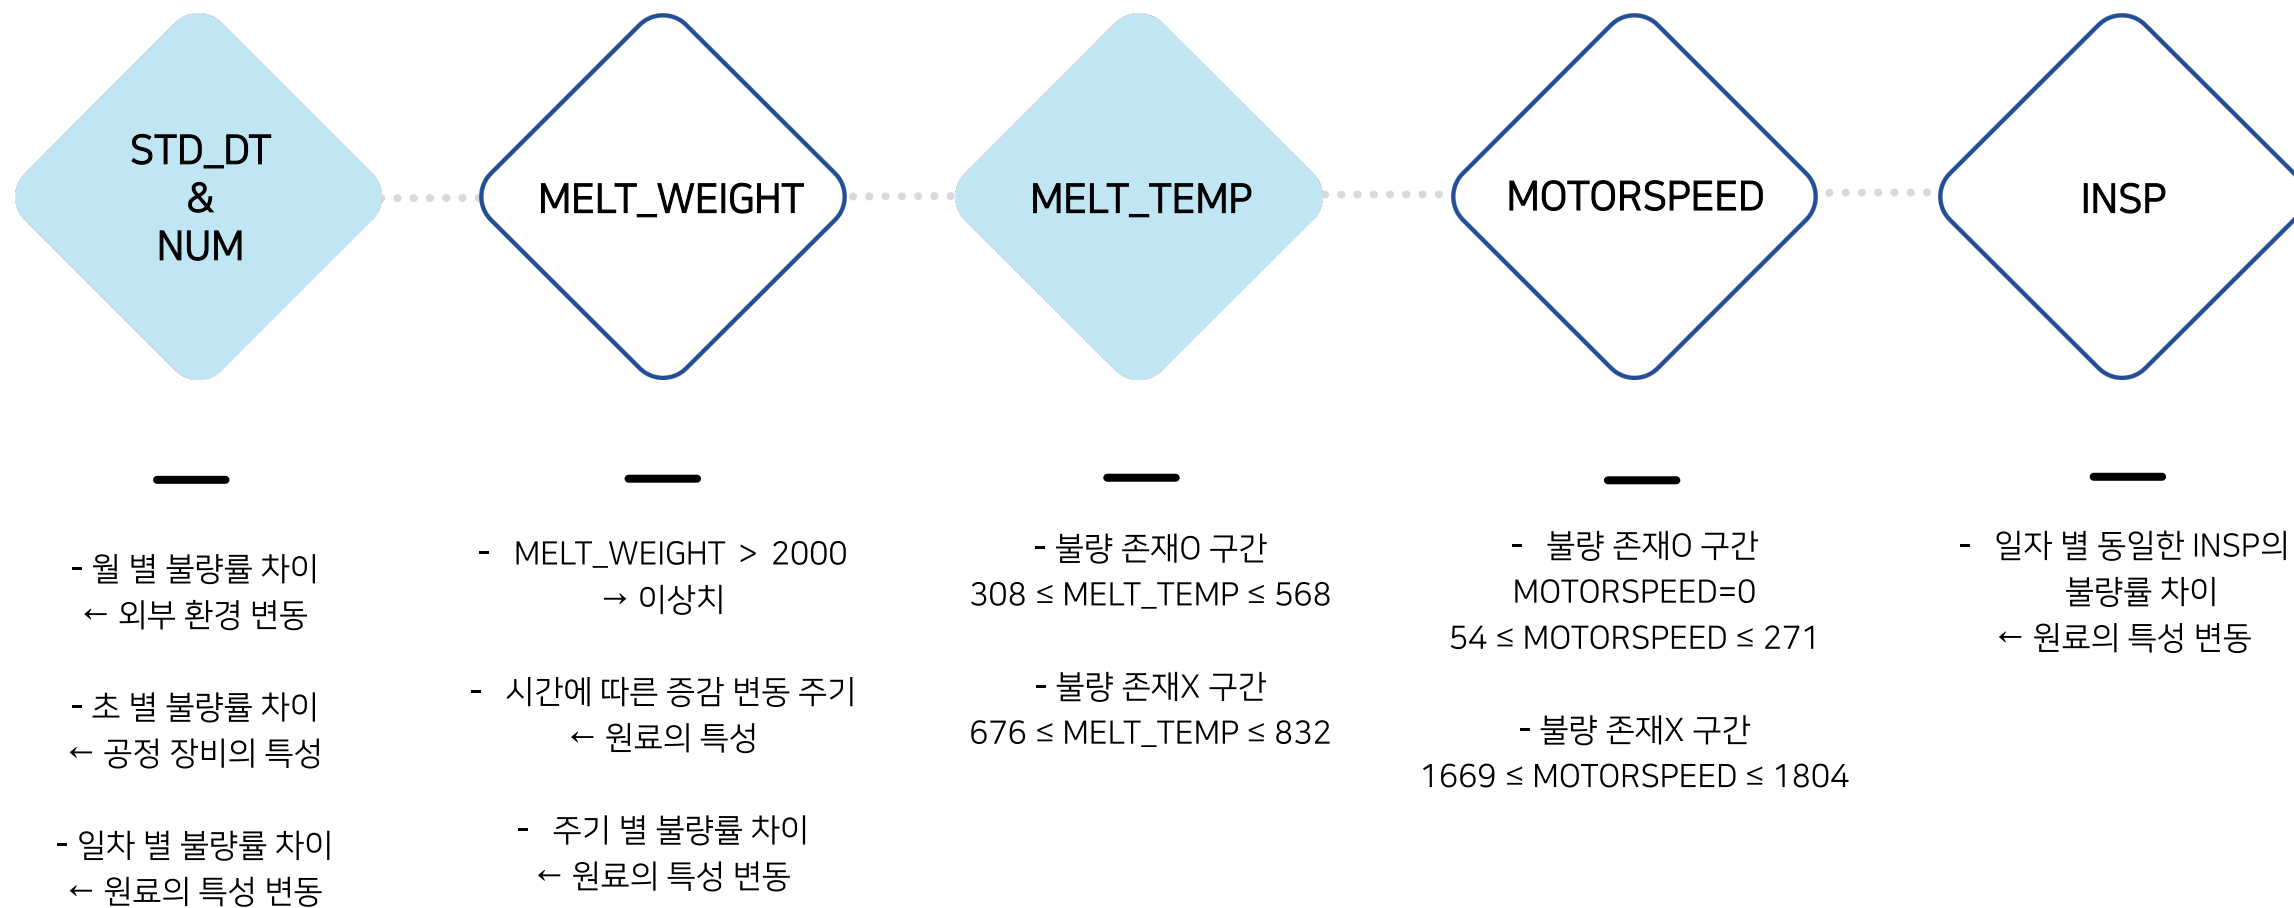 STD_DT
&
NUM
MELT_WEIGHT
MELT_TEMP
MOTORSPEED
INSP
- 월 별 불량률 차이
← 외부 환경 변동
- 초 별 불량률 차이
← 공정 장비의 특성
- 일차 별 불량률 차이
← 원료의 특성 변동
- MELT_WEIGHT > 2000
→ 이상치
- 시간에 따른 증감 변동 주기
← 원료의 특성
- 주기 별 불량률 차이
← 원료의 특성 변동
- 불량 존재O 구간
308 ≤ MELT_TEMP ≤ 568
- 불량 존재X 구간
676 ≤ MELT_TEMP ≤ 832
- 불량 존재O 구간
MOTORSPEED=0
54 ≤ MOTORSPEED ≤ 271
- 불량 존재X 구간
1669 ≤ MOTORSPEED ≤ 1804
- 일자 별 동일한 INSP의
불량률 차이
← 원료의 특성 변동